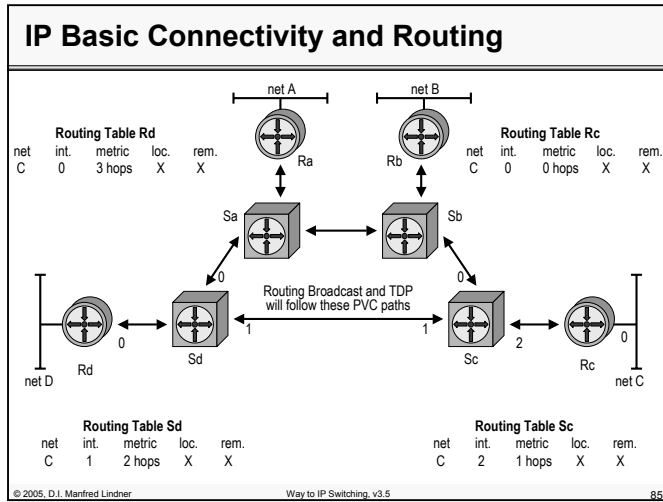 IP Basic Connectivity and Routing
net A
net B
Routing Table Rd
net int. metric loc. rem.
C 0 3 hops X X
Routing Table Rc
net int. metric loc. rem.
C 0 0 hops X X
Ra
Rb
Sa
Sb
0
0
Routing Broadcast and TDP
will follow these PVC paths
Rd
0
Sd
1
1
Sc
2
Rc
0
net D
net C
Routing Table Sd
net int. metric loc. rem.
C 1 2 hops X X
Routing Table Sc
net int. metric loc. rem.
C 2 1 hops X X
© 2005, D.I. Manfred Lindner
Way to IP Switching, v3.5
85